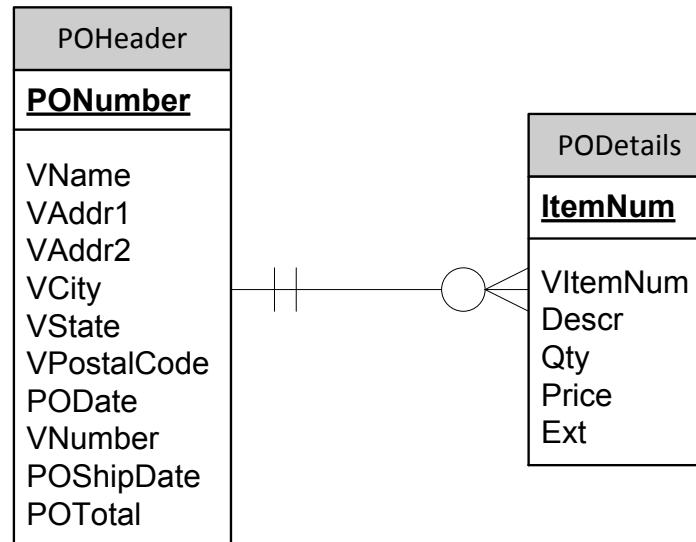 POHeader
PONumber
VName
VAddr1
VAddr2
VCity
VState
VPostalCode
PODate
VNumber
POShipDate
POTotal
PODetails
ItemNum
VItemNum
Descr
Qty
Price
Ext